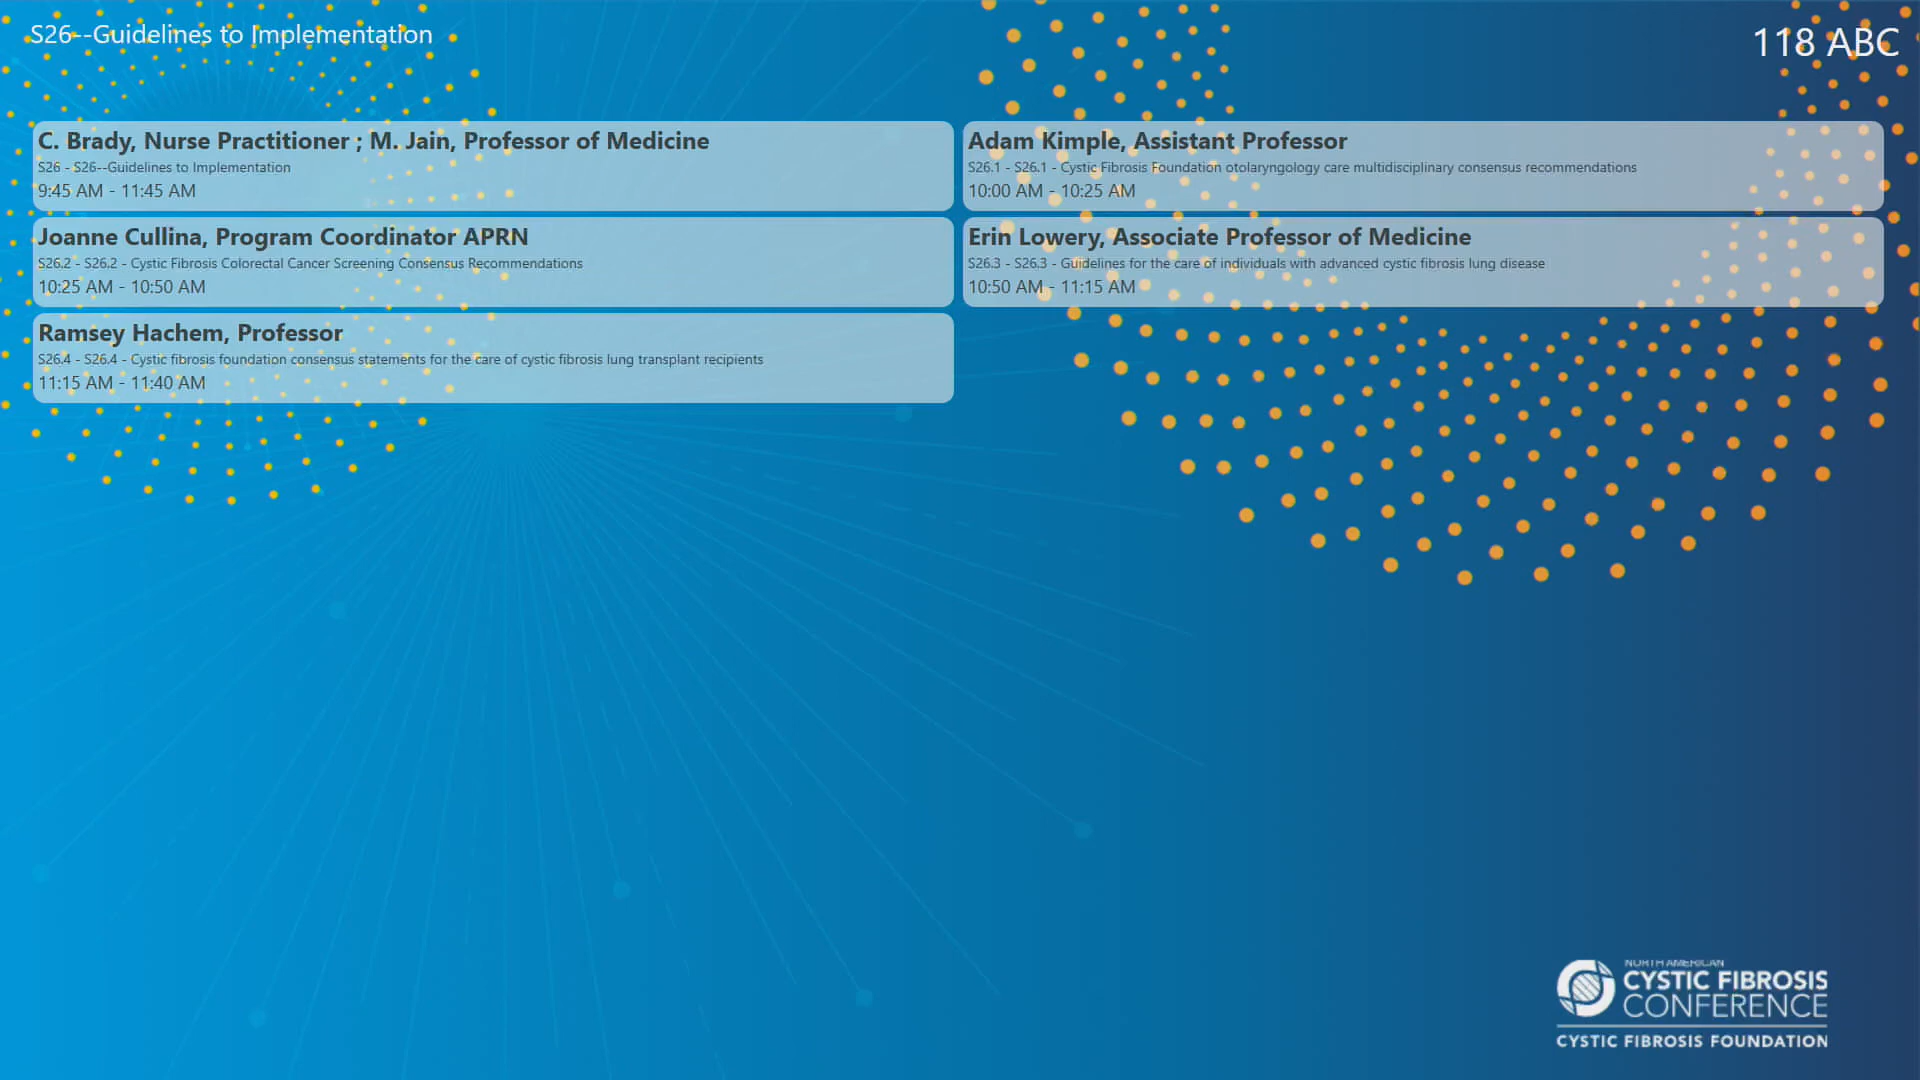 S26--Guidelines to Implementation
118 ABC
C. Brady, Nurse Practitioner ; M. Jain, Professor of Medicine
S26 - S26--Guidelines to Implementation
9:45 AM - 11:45 AM
Adam Kimple, Assistant Professor
S26.1 - S26.1 - Cystic Fibrosis Foundation otolaryngology care multidisciplinary consensus recommendations
10:00 AM - 10:25 AM
Joanne Cullina, Program Coordinator APRN
S26.2 - S26.2 - Cystic Fibrosis Colorectal Cancer Screening Consensus Recommendations
10:25 AM - 10:50 AM
Erin Lowery, Associate Professor of Medicine
S26.3 - S26.3 - Guidelines for the care of individuals with advanced cystic fibrosis lung disease
10:50 AM - 11:15 AM
Ramsey Hachem, Professor
S26.4 - S26.4 - Cystic fibrosis foundation consensus statements for the care of cystic fibrosis lung transplant recipients
11:15 AM - 11:40 AM
NORTH AMERICAN
CYSTIC FIBROSIS
CONFERENCE
CYSTIC FIBROSIS FOUNDATION